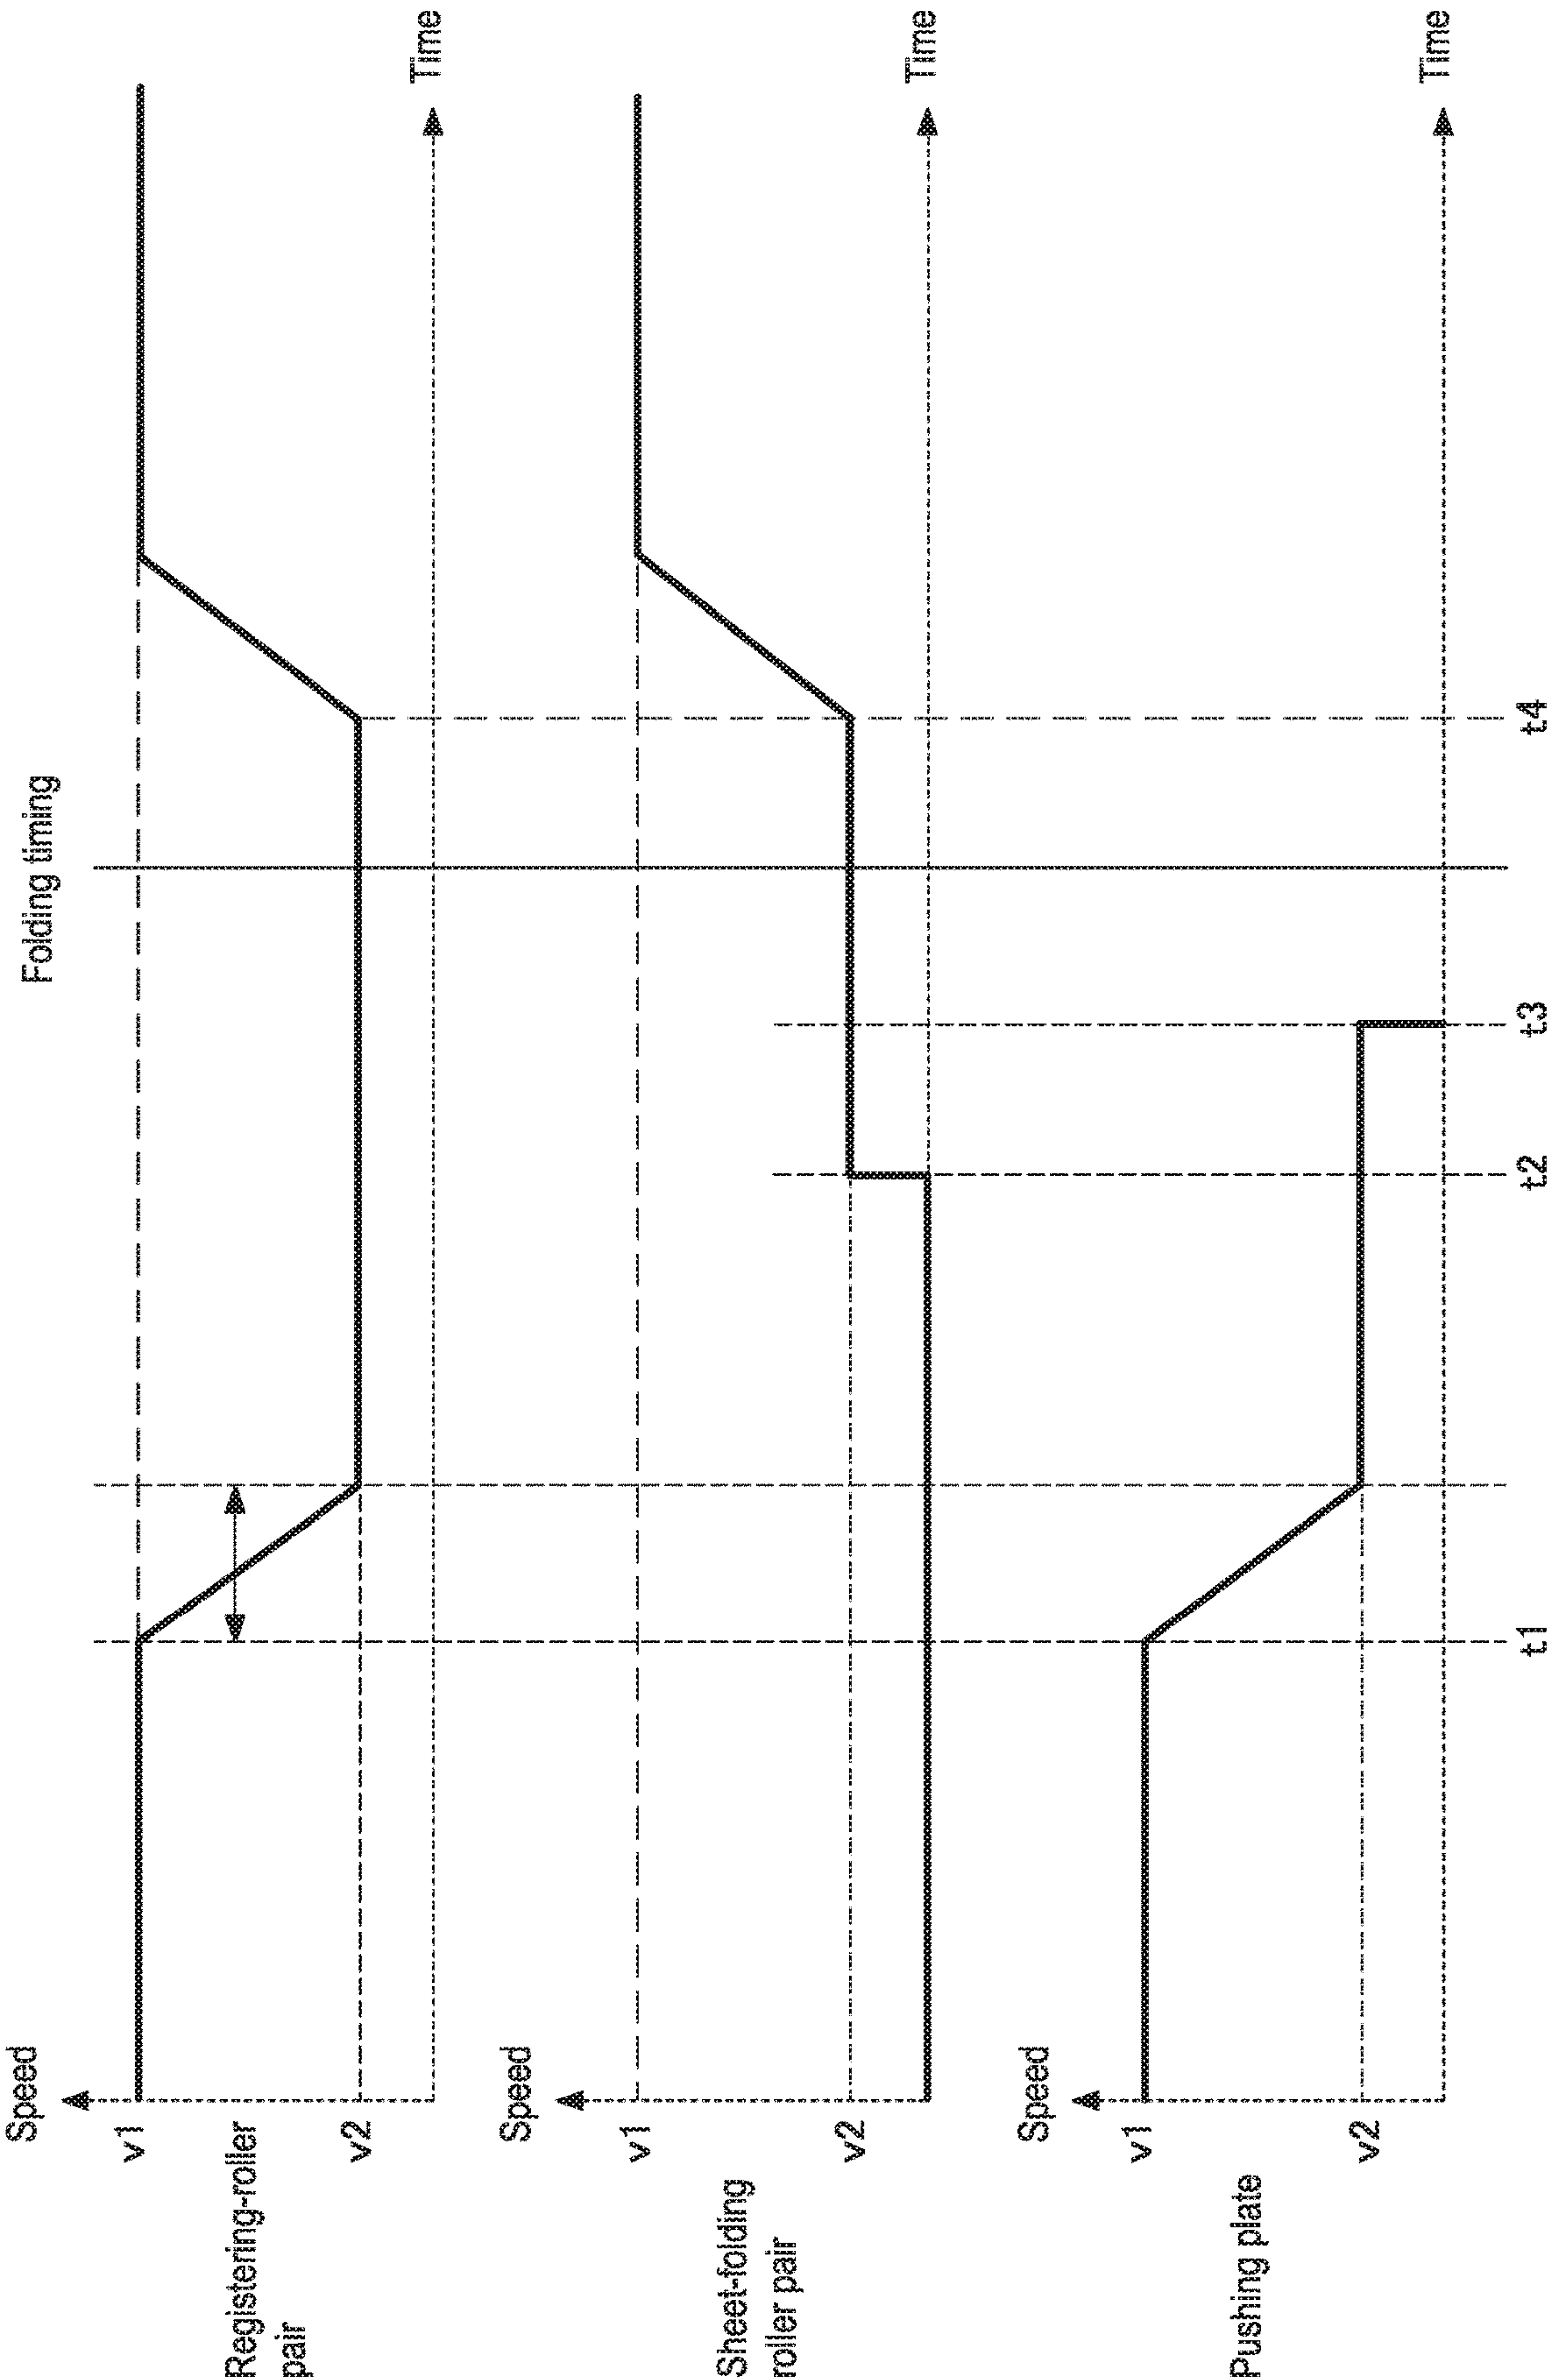 Folding timing
Speed
v1
Registering-roller
pair
v2
Time
Speed
v1
Sheet-folding
roller pair
v2
Time
Speed
v1
Pushing plate
v2
Time
t1
t2
t3
t4